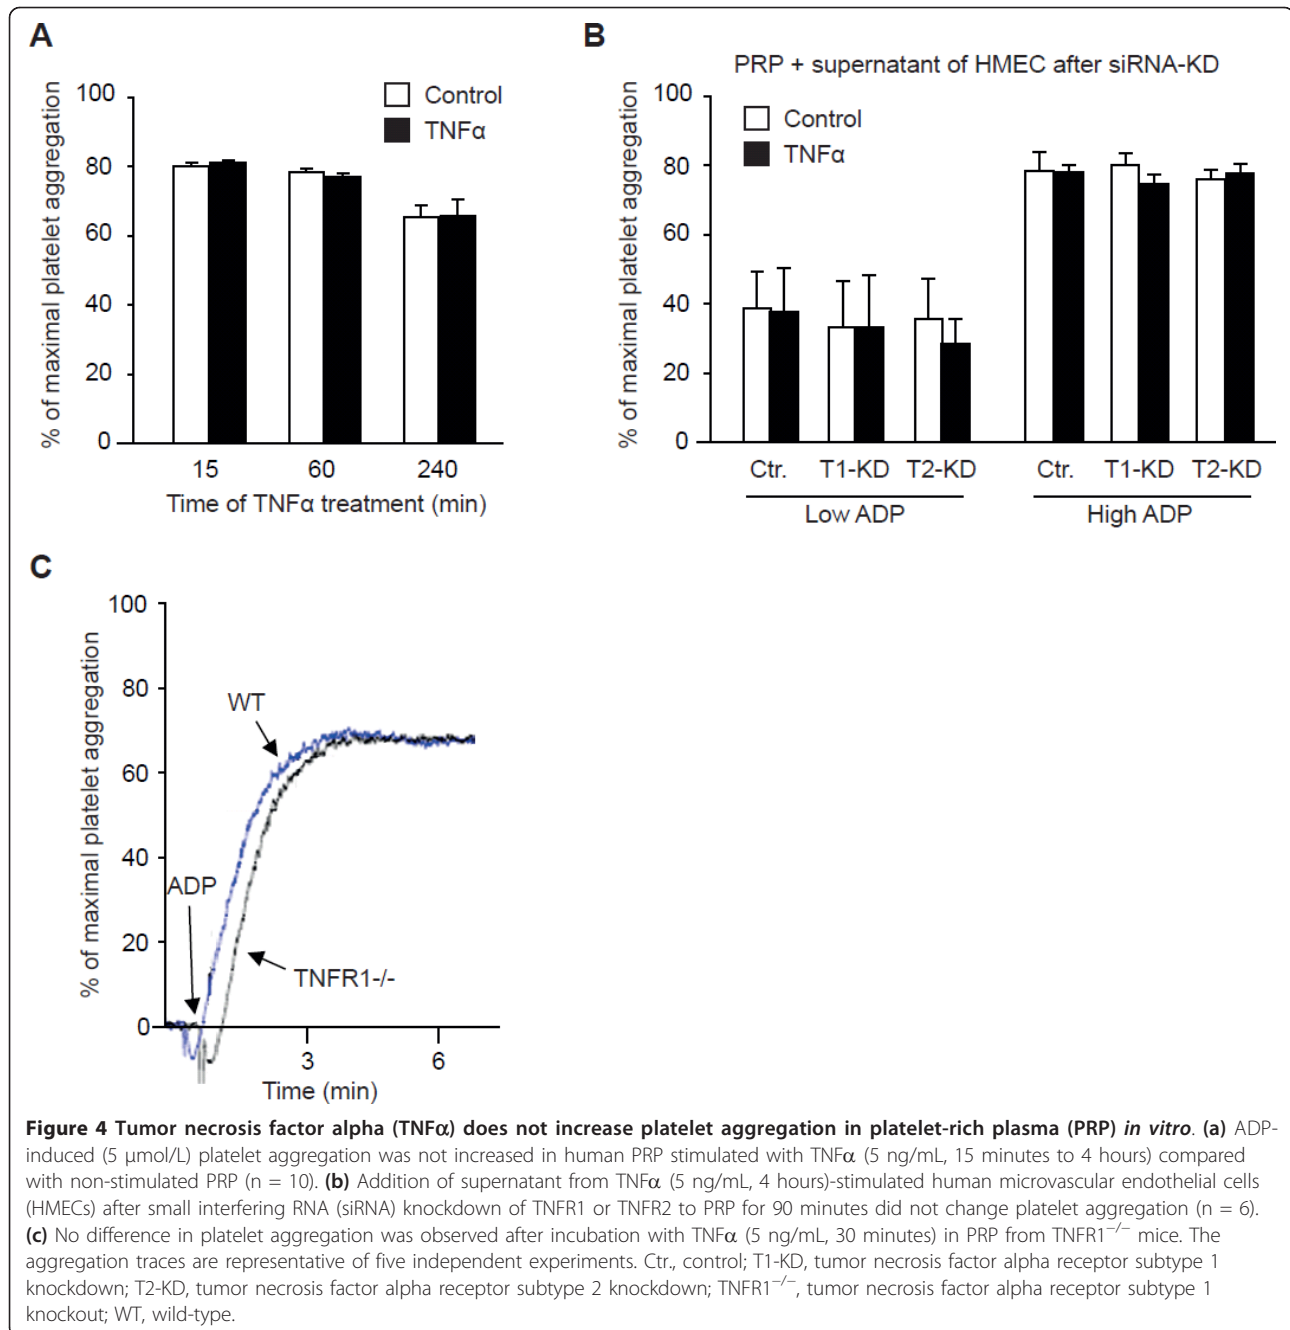 A
% of maximal platelet aggregation
100
80
60
40
20
0
Control
TNFα
15 60 240
Time of TNFα treatment (min)
B
PRP + supernatant of HMEC after siRNA-KD
% of maximal platelet aggregation
100
80
60
40
20
0
Control
TNFα
Ctr. T1-KD T2-KD Ctr. T1-KD T2-KD
Low ADP High ADP
C
% of maximal platelet aggregation
100
80
60
40
20
0
WT
ADP
TNFR1-/-
3 6
Time (min)
Figure 4 Tumor necrosis factor alpha (TNFα) does not increase platelet aggregation in platelet-rich plasma (PRP) in vitro. (a) ADP-
induced (5 μmol/L) platelet aggregation was not increased in human PRP stimulated with TNFα (5 ng/mL, 15 minutes to 4 hours) compared
with non-stimulated PRP (n = 10). (b) Addition of supernatant from TNFα (5 ng/mL, 4 hours)-stimulated human microvascular endothelial cells
(HMECs) after small interfering RNA (siRNA) knockdown of TNFR1 or TNFR2 to PRP for 90 minutes did not change platelet aggregation (n = 6).
(c) No difference in platelet aggregation was observed after incubation with TNFα (5 ng/mL, 30 minutes) in PRP from TNFR1−/− mice. The
aggregation traces are representative of five independent experiments. Ctr., control; T1-KD, tumor necrosis factor alpha receptor subtype 1
knockdown; T2-KD, tumor necrosis factor alpha receptor subtype 2 knockdown; TNFR1−/−, tumor necrosis factor alpha receptor subtype 1
knockout; WT, wild-type.